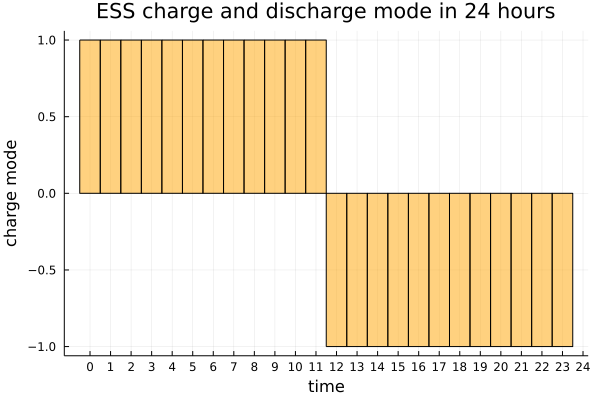 ESS charge and discharge mode in 24 hours
1.0
0.5
0.0
−0.5
−1.0
charge mode
0 1 2 3 4 5 6 7 8 9 10 11 12 13 14 15 16 17 18 19 20 21 22 23 24
time